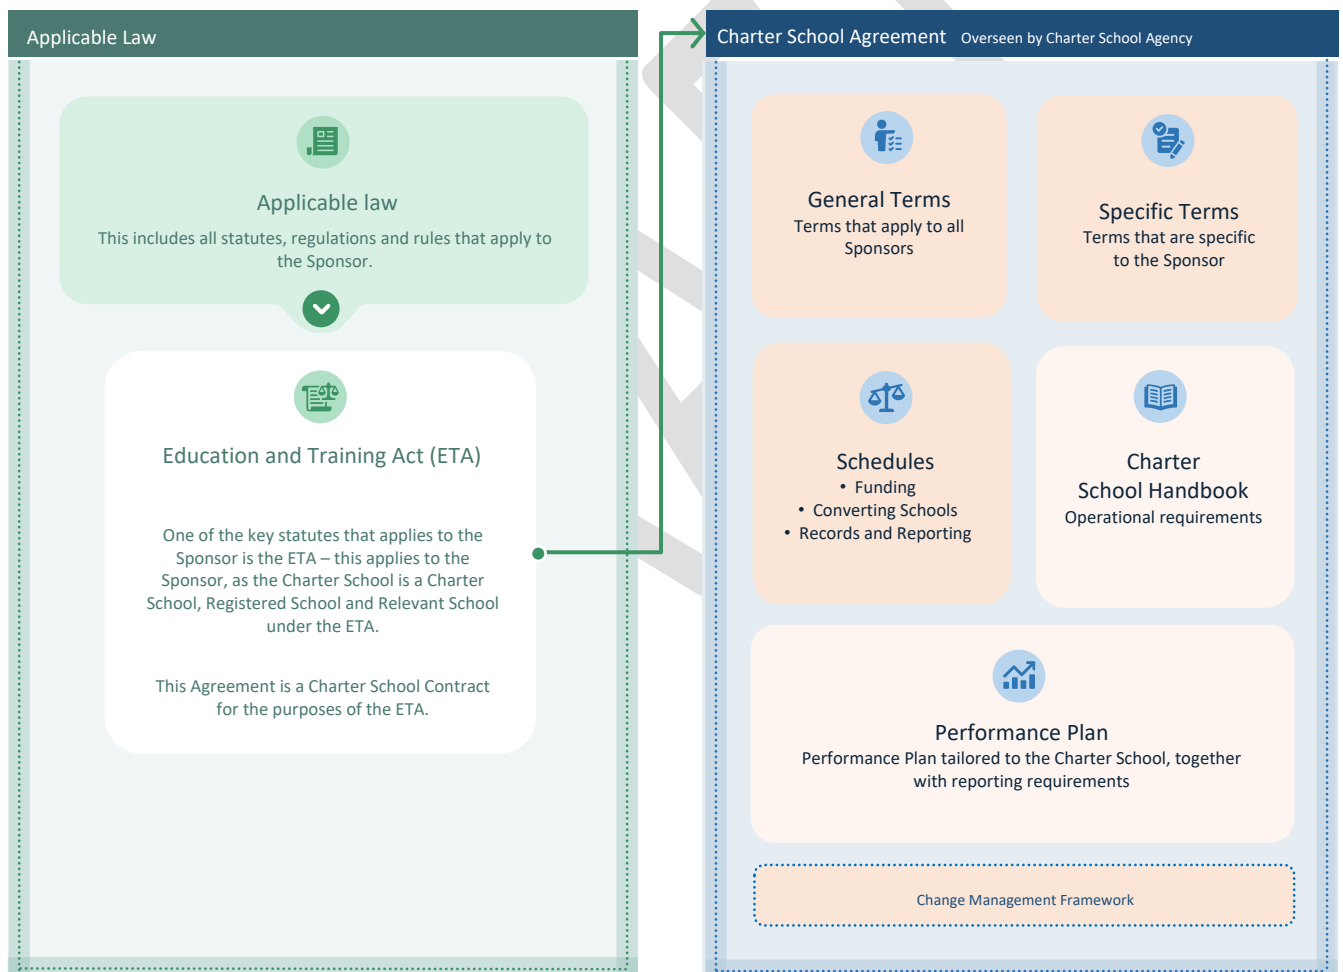 Applicable Law
Applicable law
This includes all statutes, regulations and rules that apply to
the Sponsor.
Education and Training Act (ETA)
One of the key statutes that applies to the
Sponsor is the ETA – this applies to the
Sponsor, as the Charter School is a Charter
School, Registered School and Relevant School
under the ETA.
This Agreement is a Charter School Contract
for the purposes of the ETA.
Charter School Agreement Overseen by Charter School Agency
General Terms
Terms that apply to all
Sponsors
Specific Terms
Terms that are specific
to the Sponsor
Schedules
• Funding
• Converting Schools
• Records and Reporting
Charter
School Handbook
Operational requirements
Performance Plan
Performance Plan tailored to the Charter School, together
with reporting requirements
Change Management Framework